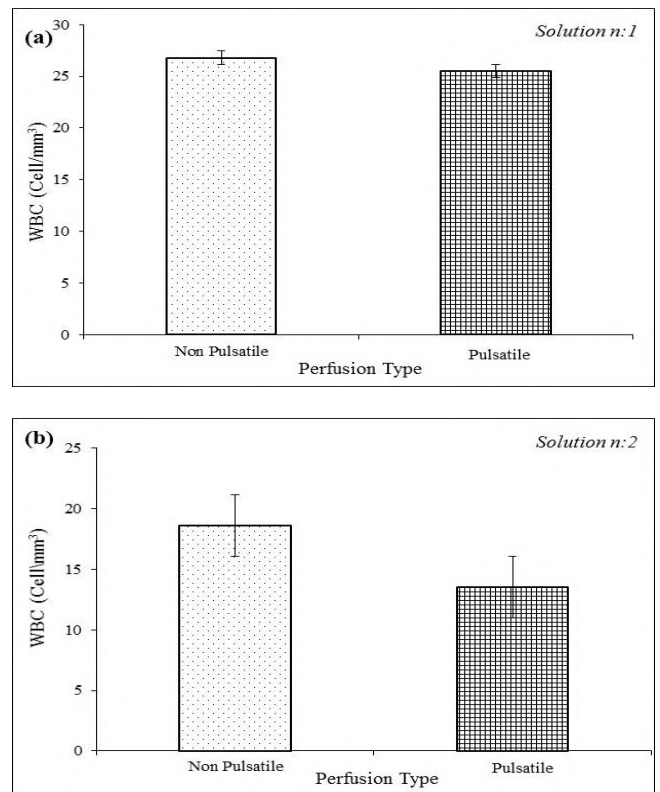 (a)
Solution n:1
30
25
20
15
10
5
0
WBC (Cell/mm³)
Non Pulsatile
Pulsatile
Perfusion Type
(b)
Solution n:2
25
20
15
10
5
0
WBC (Cell\mm³)
Non Pulsatile
Pulsatile
Perfusion Type